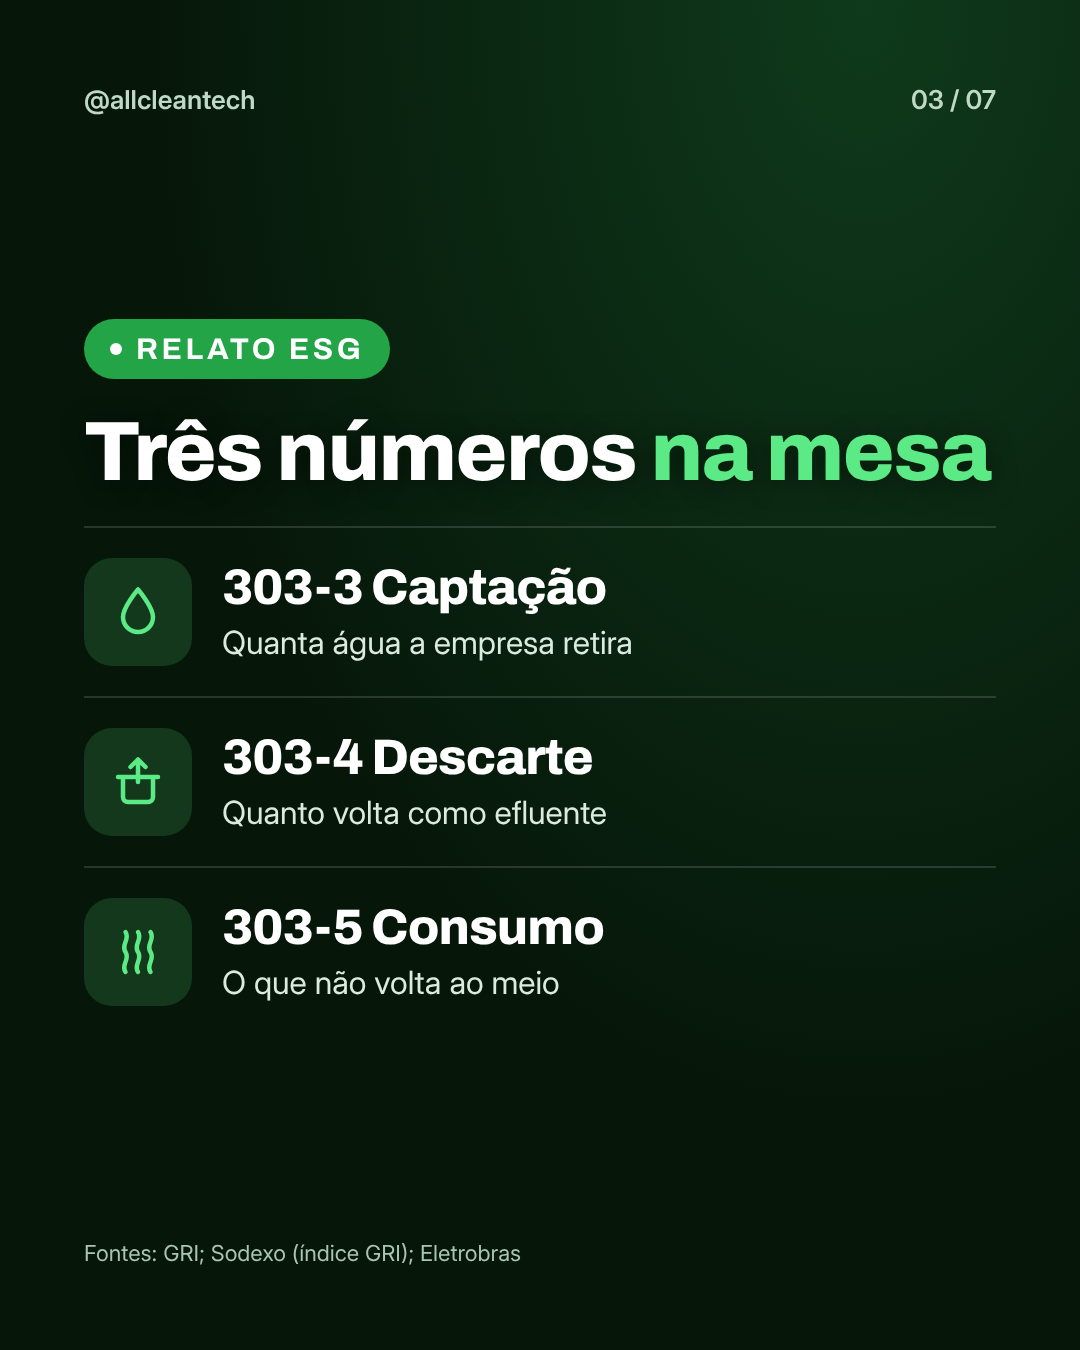 @allcleantech
03 / 07
• RELATO ESG
Três números na mesa
303-3 Captação
Quanta água a empresa retira
303-4 Descarte
Quanto volta como efluente
303-5 Consumo
O que não volta ao meio
Fontes: GRI; Sodexo (índice GRI); Eletrobras